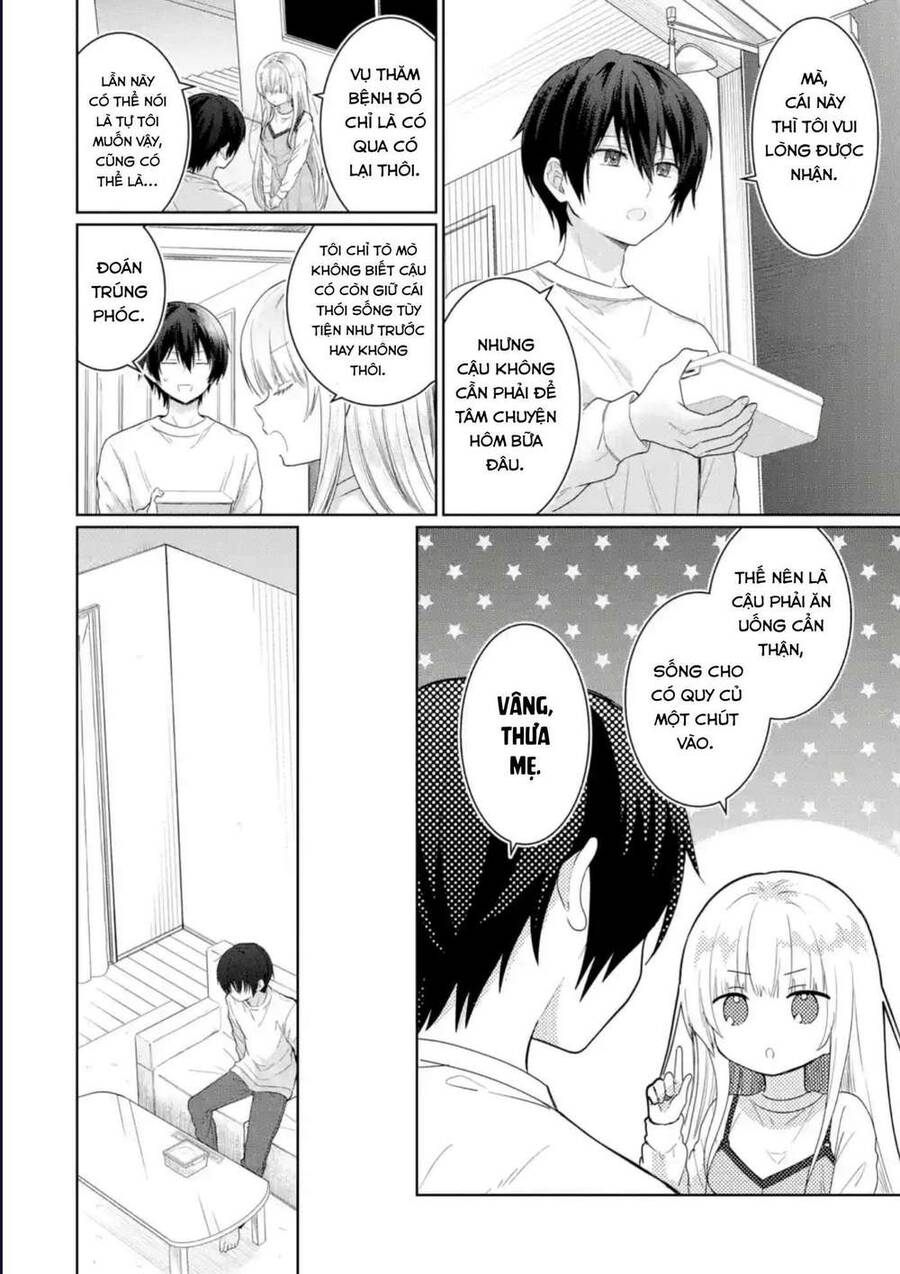 MÀ,
CÁI NÀY
THÌ TÔI VUI
LÒNG ĐƯỢC
NHẬN.
NHƯNG
CẬU KHÔNG
CẦN PHẢI ĐỂ
TÂM CHUYỆN
HÔM BỮA
ĐÂU.
VỤ THĂM
BỆNH ĐÓ
CHỈ LÀ CÓ
QUA CÓ
LẠI THÔI.
LẦN NÀY
CÓ THỂ NÓI
LÀ TỰ TÔI
MUỐN VẬY,
CŨNG CÓ
THỂ LÀ...
TÔI CHỈ TÒ MÒ
KHÔNG BIẾT CẬU
CÓ CÒN GIỮ CÁI
THÓI SỐNG TÙY
TIỆN NHƯ TRƯỚC
HAY KHÔNG
THÔI.
ĐOÁN
TRÚNG
PHÓC.
THẾ NÊN LÀ
CẬU PHẢI ĂN
UỐNG CẨN
THẬN,
SỐNG CHO
CÓ QUY CỦ
MỘT CHÚT
VÀO.
VÂNG,
THƯA
MẸ.